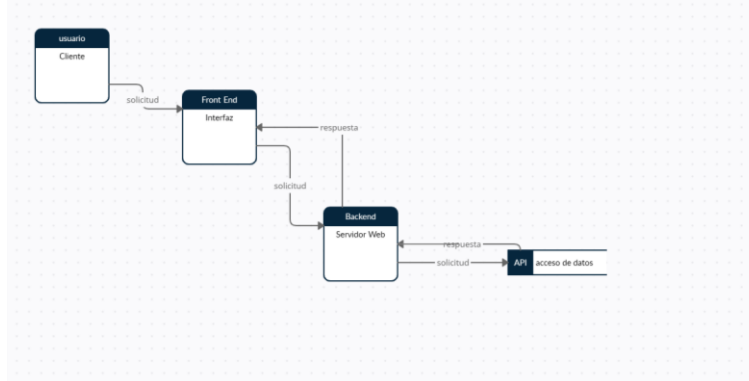 usuario
Cliente
solicitud
Front End
Interfaz
respuesta
solicitud
Backend
Servidor Web
respuesta
solicitud
API
acceso de datos